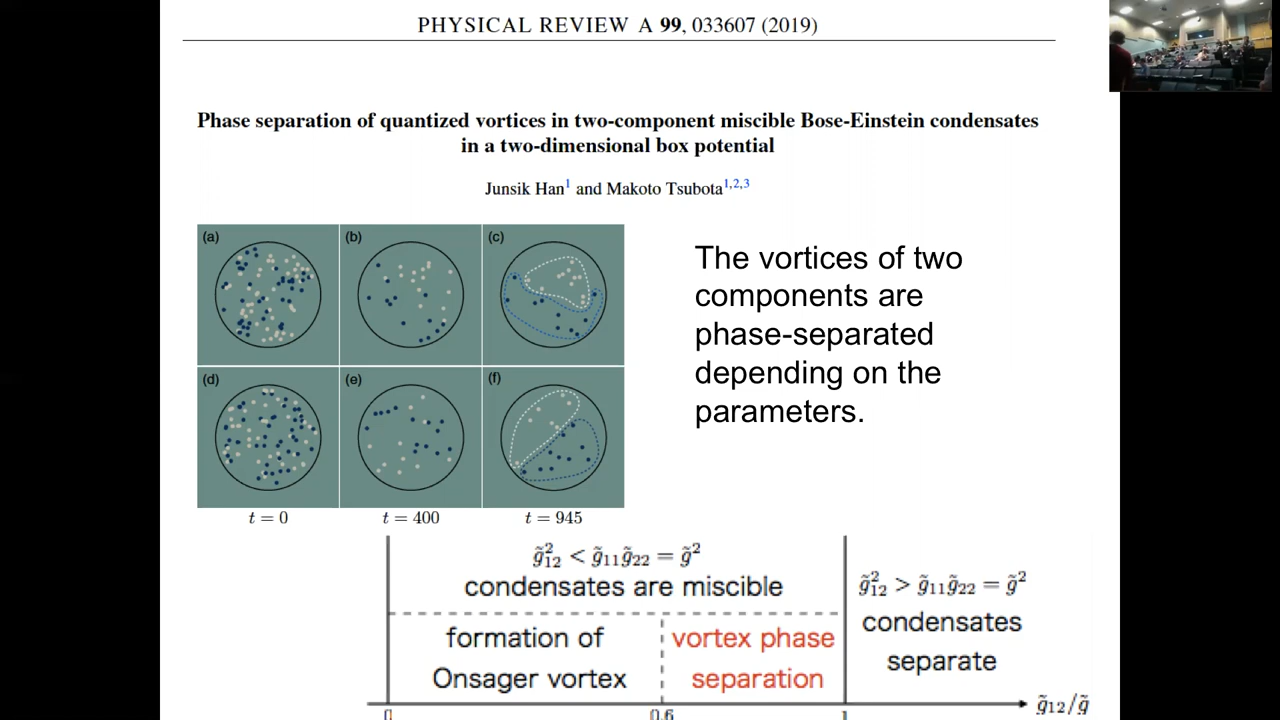 PHYSICAL REVIEW A 99, 033607 (2019)
Phase separation of quantized vortices in two-component miscible Bose-Einstein condensates
in a two-dimensional box potential
Junsik Han¹ and Makoto Tsubota¹,²,³
(a) (b) (c)
(d) (e) (f)
t = 0 t = 400 t = 945
The vortices of two
components are
phase-separated
depending on the
parameters.
g̃₁₂² < g̃₁₁g̃₂₂ = g̃²
condensates are miscible
formation of
Onsager vortex
vortex phase
separation
g̃₁₂² > g̃₁₁g̃₂₂ = g̃²
condensates
separate
0 0.6 1 g̃₁₂/g̃